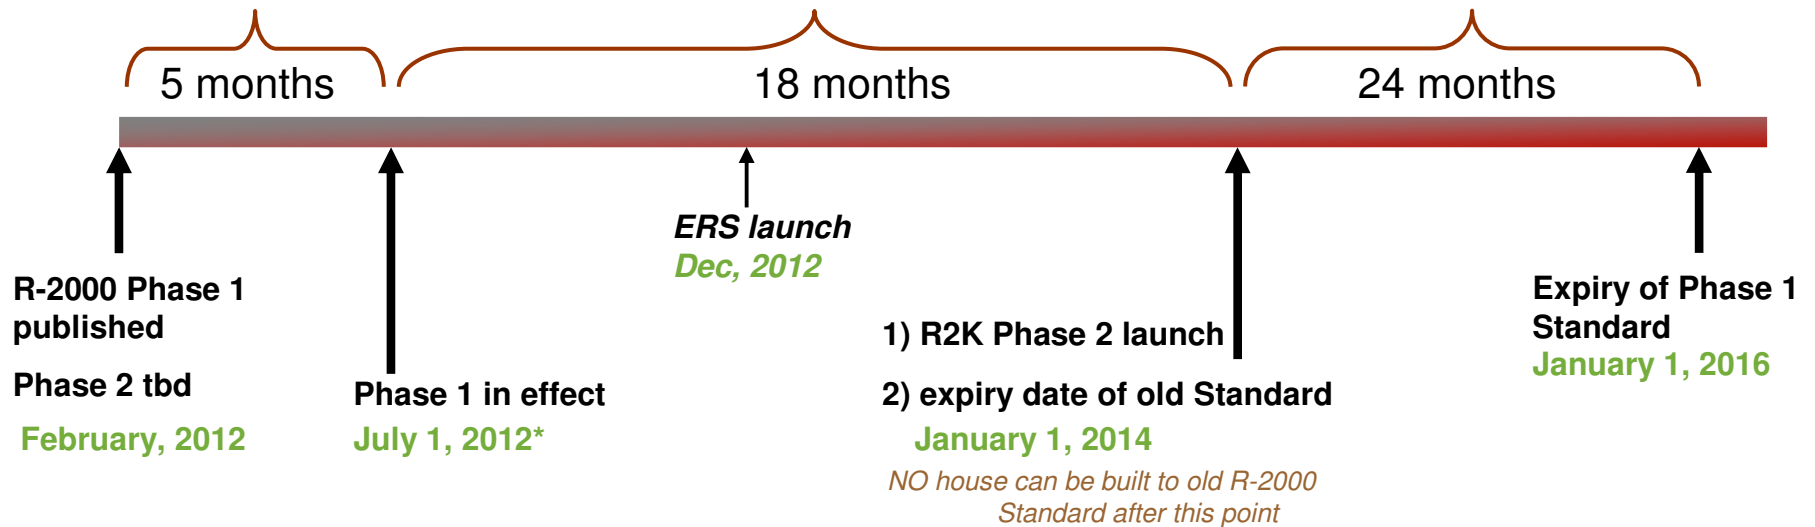 5 months
18 months
24 months
ERS launch
Dec, 2012
R-2000 Phase 1
published
Phase 2 tbd
February, 2012
Phase 1 in effect
July 1, 2012*
1) R2K Phase 2 launch
2) expiry date of old Standard
January 1, 2014
NO house can be built to old R-2000
Standard after this point
Expiry of Phase 1
Standard
January 1, 2016